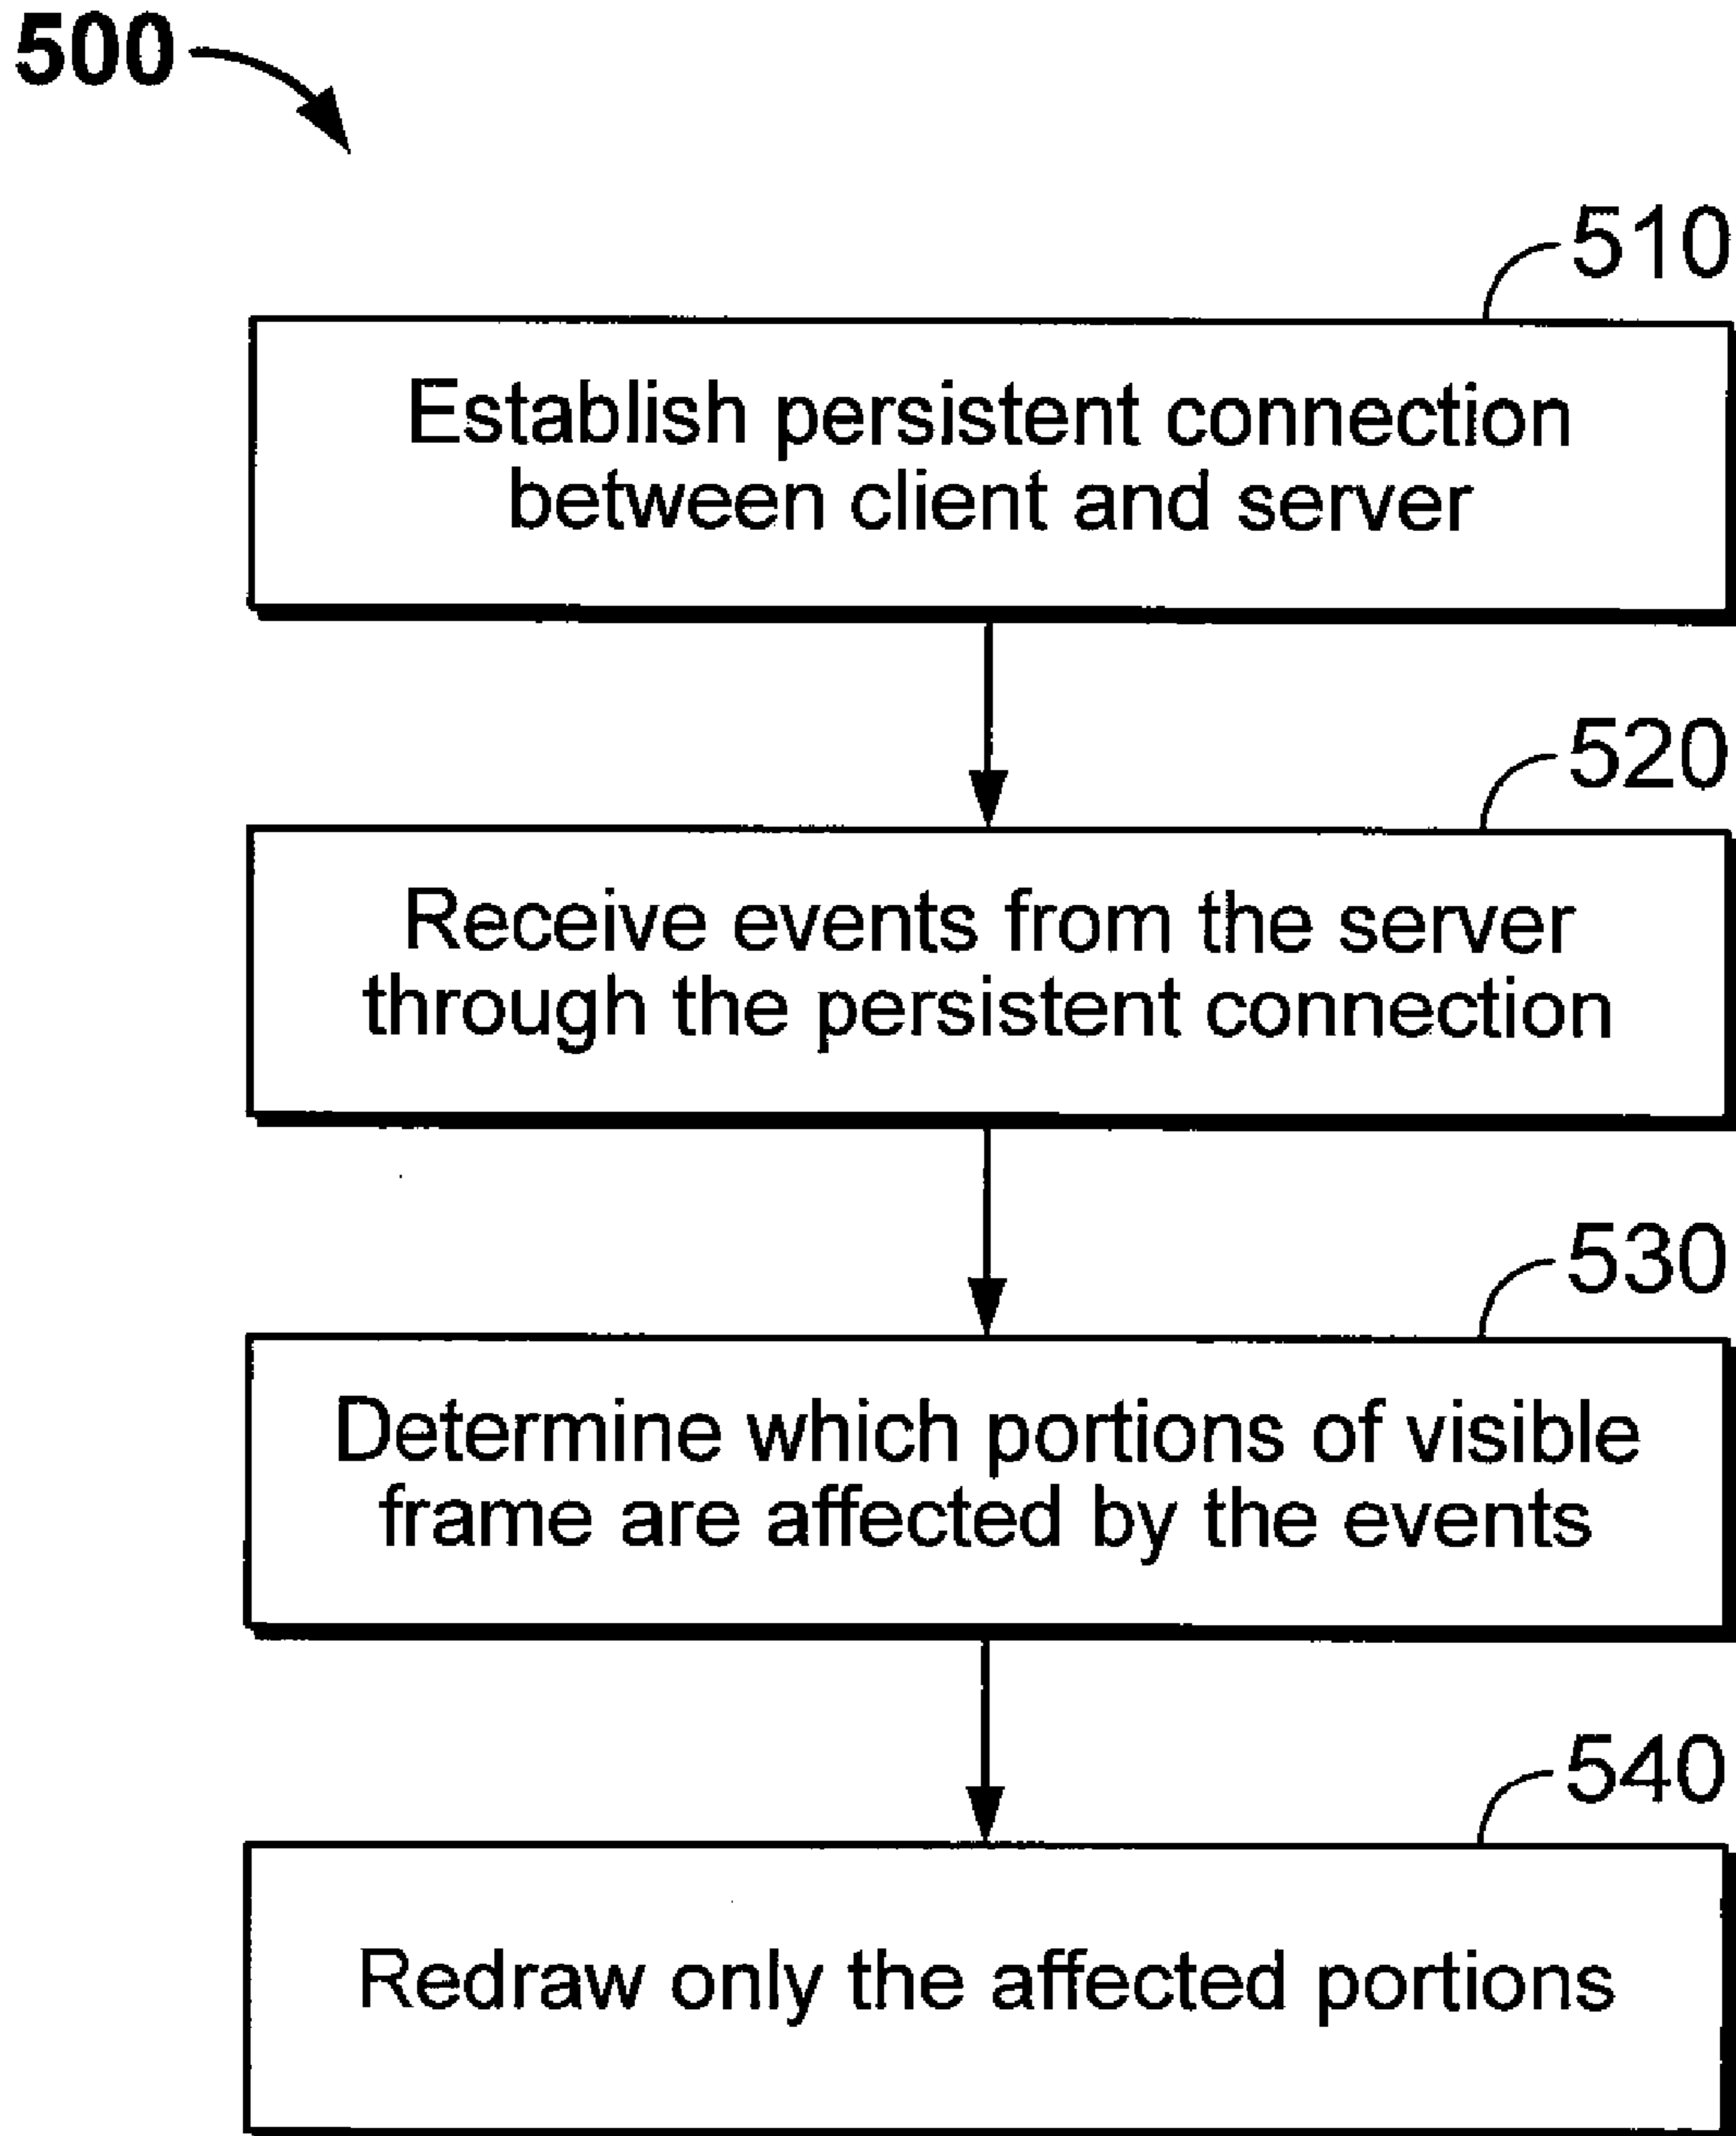 500
510
Establish persistent connection
between client and server
520
Receive events from the server
through the persistent connection
530
Determine which portions of visible
frame are affected by the events
540
Redraw only the affected portions